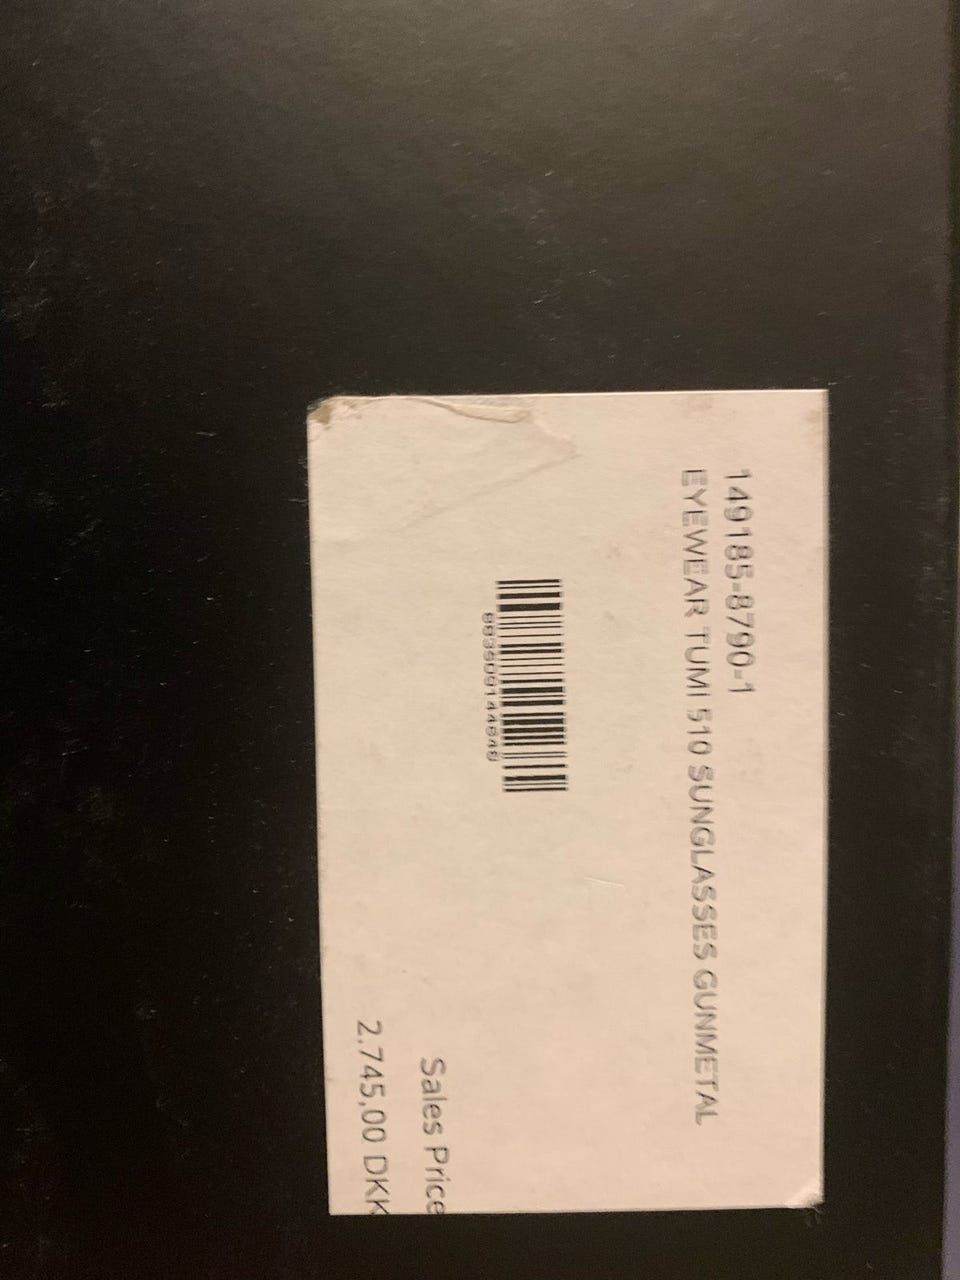 149185-8790-1
EYEWEAR TUMI 510 SUNGLASSES GUNMETAL
Sales Price
2.745,00 DKK